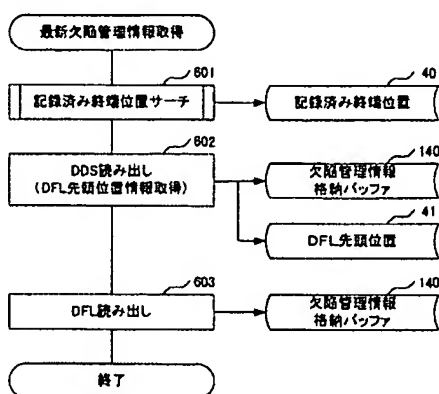 最新欠陥管理情報取得
601
40
記録済み終端位置サーチ
記録済み終端位置
602
140
DDS読み出し
(DFL先頭位置情報取得)
欠陥管理情報
格納バッファ
41
DFL先頭位置
603
140
DFL読み出し
欠陥管理情報
格納バッファ
終了